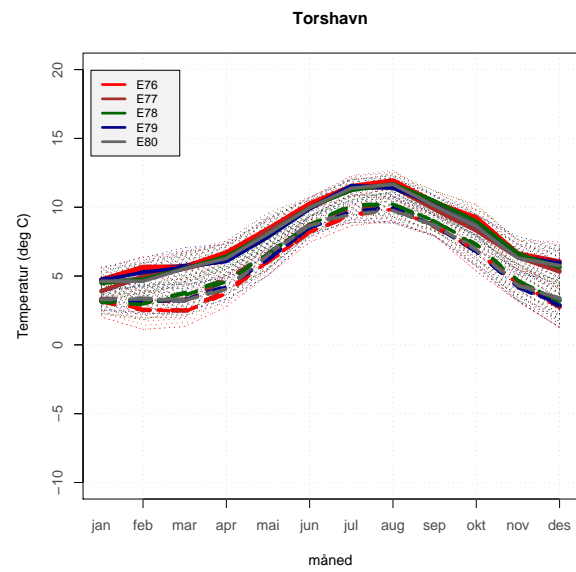 Torshavn
Temperatur (deg C)
20
15
10
5
0
−5
−10
E76
E77
E78
E79
E80
jan feb mar apr mai jun jul aug sep okt nov des
måned